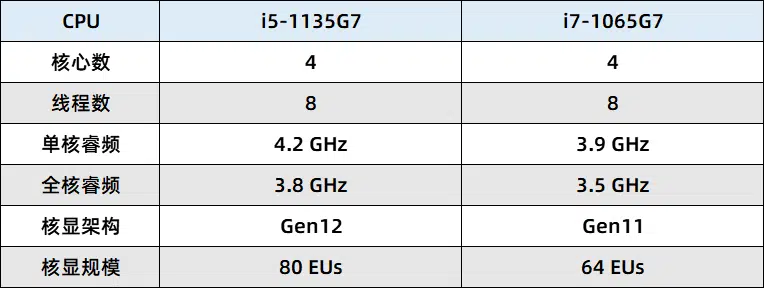 CPU i5-1135G7 i7-1065G7
核心数 4 4
线程数 8 8
单核睿频 4.2 GHz 3.9 GHz
全核睿频 3.8 GHz 3.5 GHz
核显架构 Gen12 Gen11
核显规模 80 EUs 64 EUs